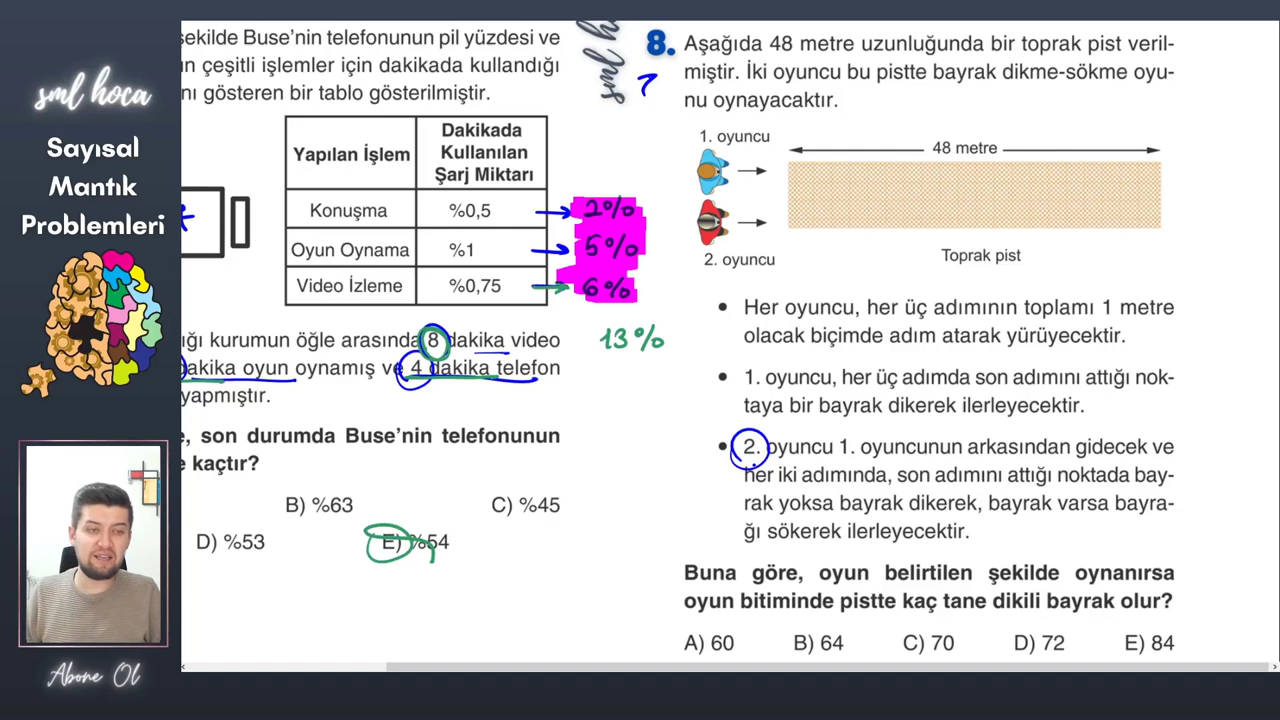 sml hoca
Sayısal
Mantık
Problemleri
Abone Ol
şekilde Buse’nin telefonunun pil yüzdesi ve
çeşitli işlemler için dakikada kullandığı
gösteren bir tablo gösterilmiştir.
Yapılan İşlem
Dakikada
Kullanılan
Şarj Miktarı
Konuşma %0,5 2%
Oyun Oynama %1 5%
Video İzleme %0,75 6%
13%
kurumun öğle arasında 8 dakika video
dakika oyun oynamış ve 4 dakika telefon
yapmıştır.
, son durumda Buse’nin telefonunun
kaçtır?
B) %63 C) %45
D) %53 E) %54
sml h
8. Aşağıda 48 metre uzunluğunda bir toprak pist veril-
miştir. İki oyuncu bu pistte bayrak dikme-sökme oyu-
nu oynayacaktır.
1. oyuncu
48 metre
2. oyuncu
Toprak pist
• Her oyuncu, her üç adımının toplamı 1 metre
olacak biçimde adım atarak yürüyecektir.
• 1. oyuncu, her üç adımda son adımını attığı nok-
taya bir bayrak dikerek ilerleyecektir.
• 2. oyuncu 1. oyuncunun arkasından gidecek ve
her iki adımında, son adımını attığı noktada bay-
rak yoksa bayrak dikerek, bayrak varsa bayra-
ğı sökerek ilerleyecektir.
Buna göre, oyun belirtilen şekilde oynanırsa
oyun bitiminde pistte kaç tane dikili bayrak olur?
A) 60 B) 64 C) 70 D) 72 E) 84